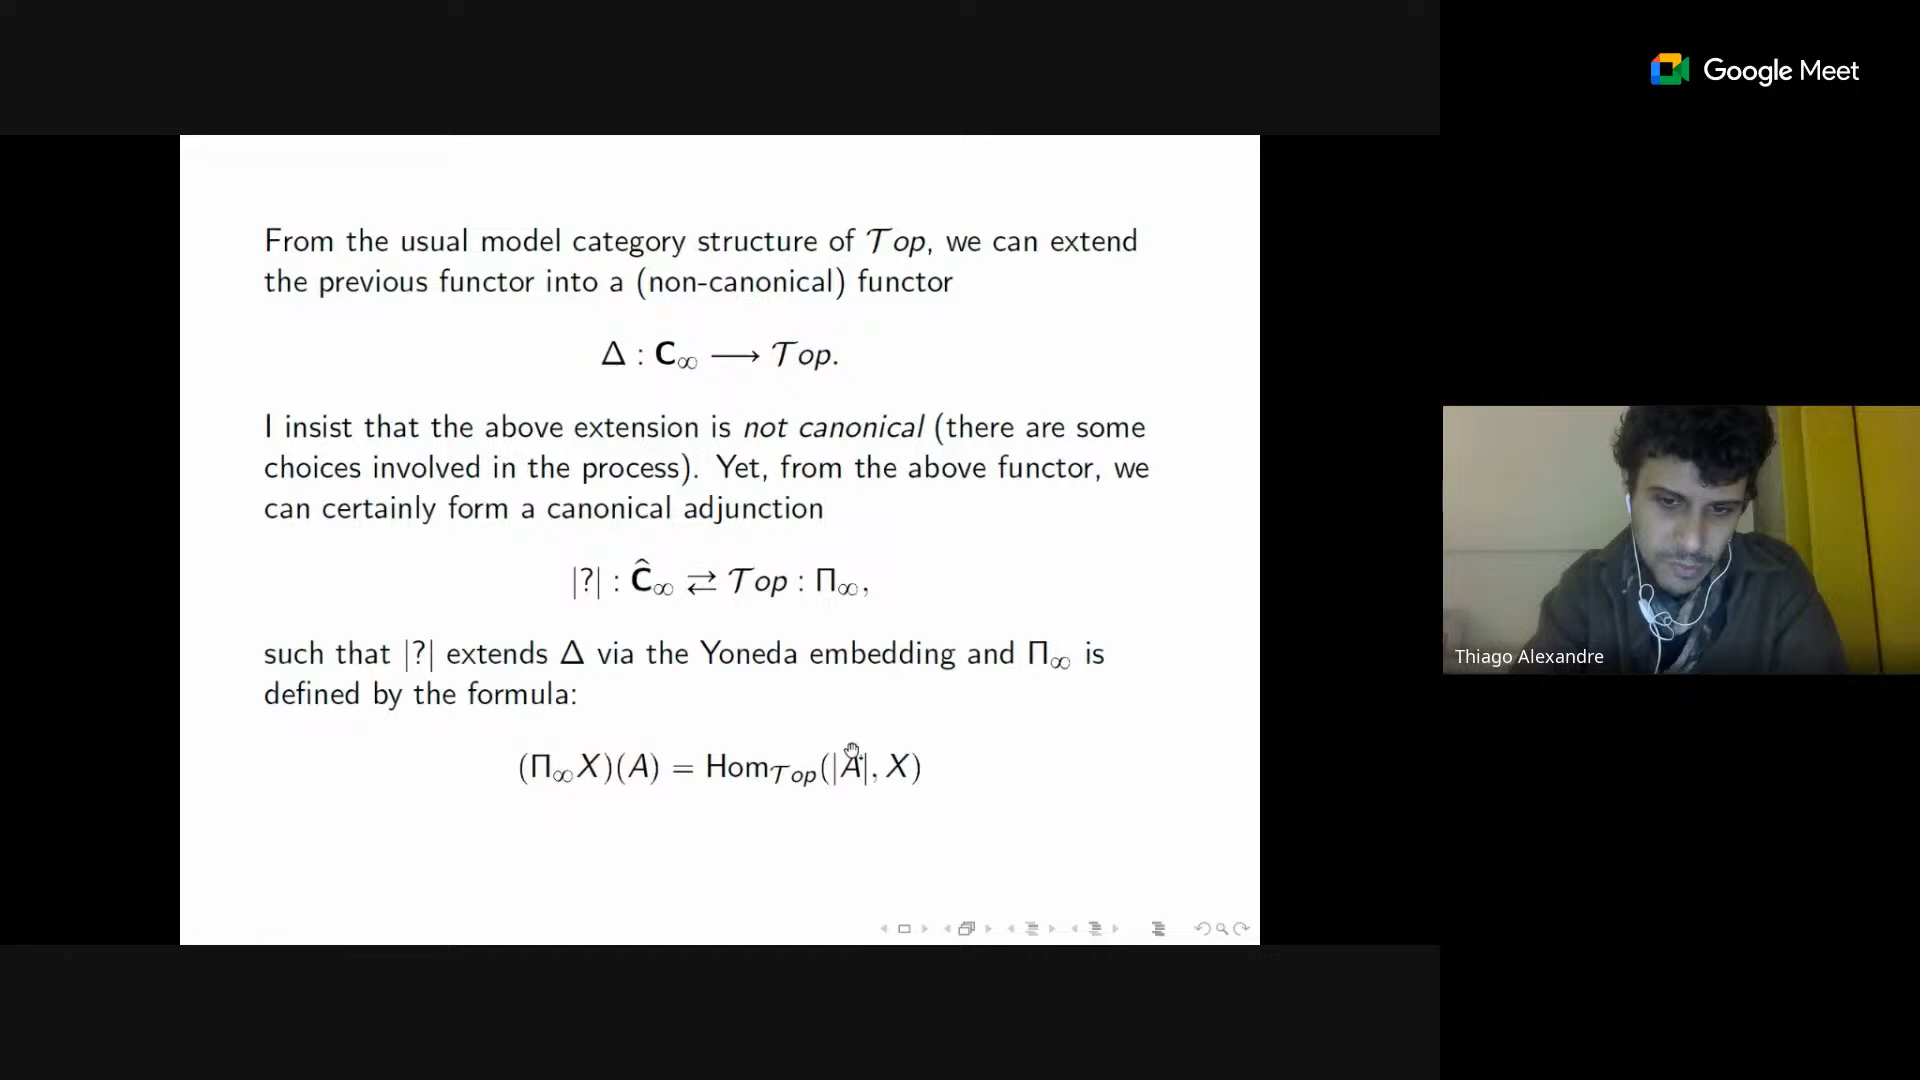 Google Meet
From the usual model category structure of 𝒯op, we can extend
the previous functor into a (non-canonical) functor
Δ : C∞ ⟶ 𝒯op.
I insist that the above extension is not canonical (there are some
choices involved in the process). Yet, from the above functor, we
can certainly form a canonical adjunction
|?| : Ĉ∞ ⇄ 𝒯op : Π∞,
such that |?| extends Δ via the Yoneda embedding and Π∞ is
defined by the formula:
(Π∞X)(A) = Hom𝒯op(|A|, X)
Thiago Alexandre